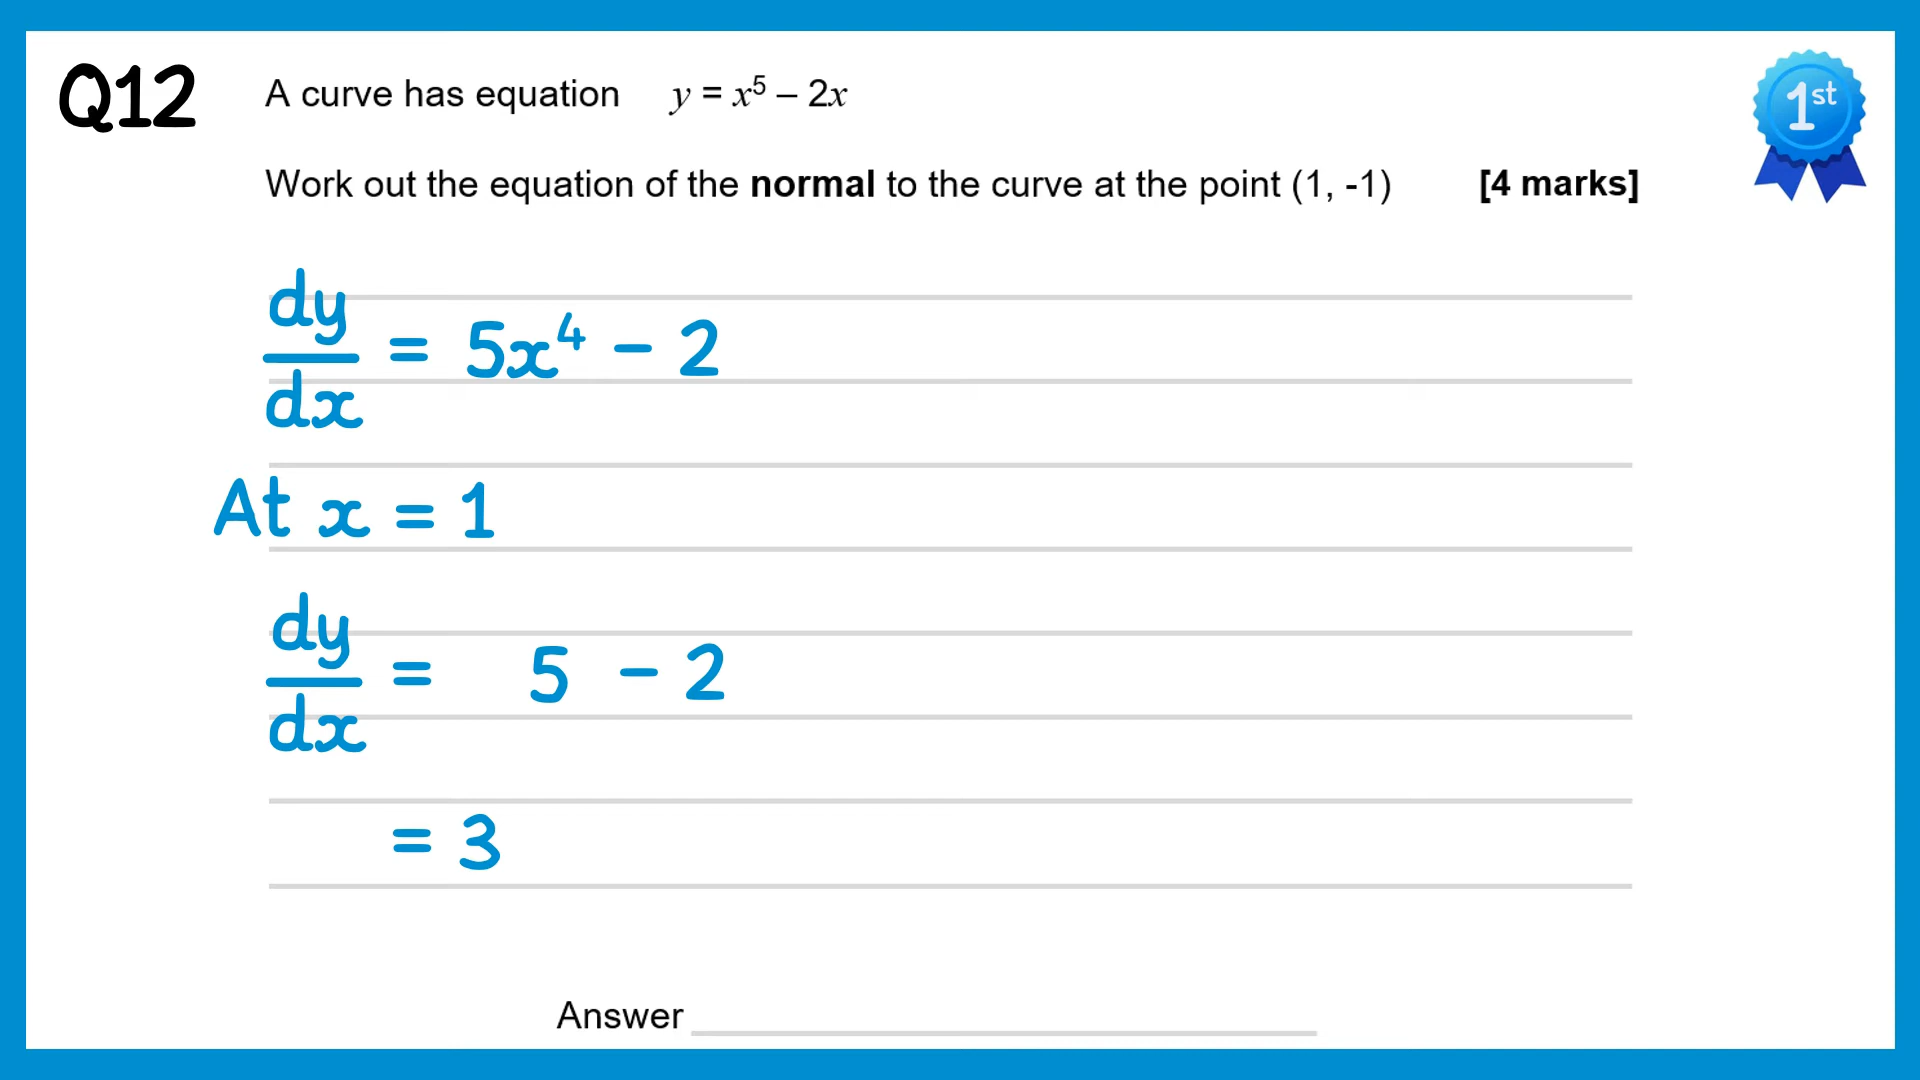 Q12
A curve has equation y = x⁵ – 2x
1st
Work out the equation of the normal to the curve at the point (1, -1) [4 marks]
dy/dx = 5x⁴ – 2
At x = 1
dy/dx = 5 – 2
= 3
Answer